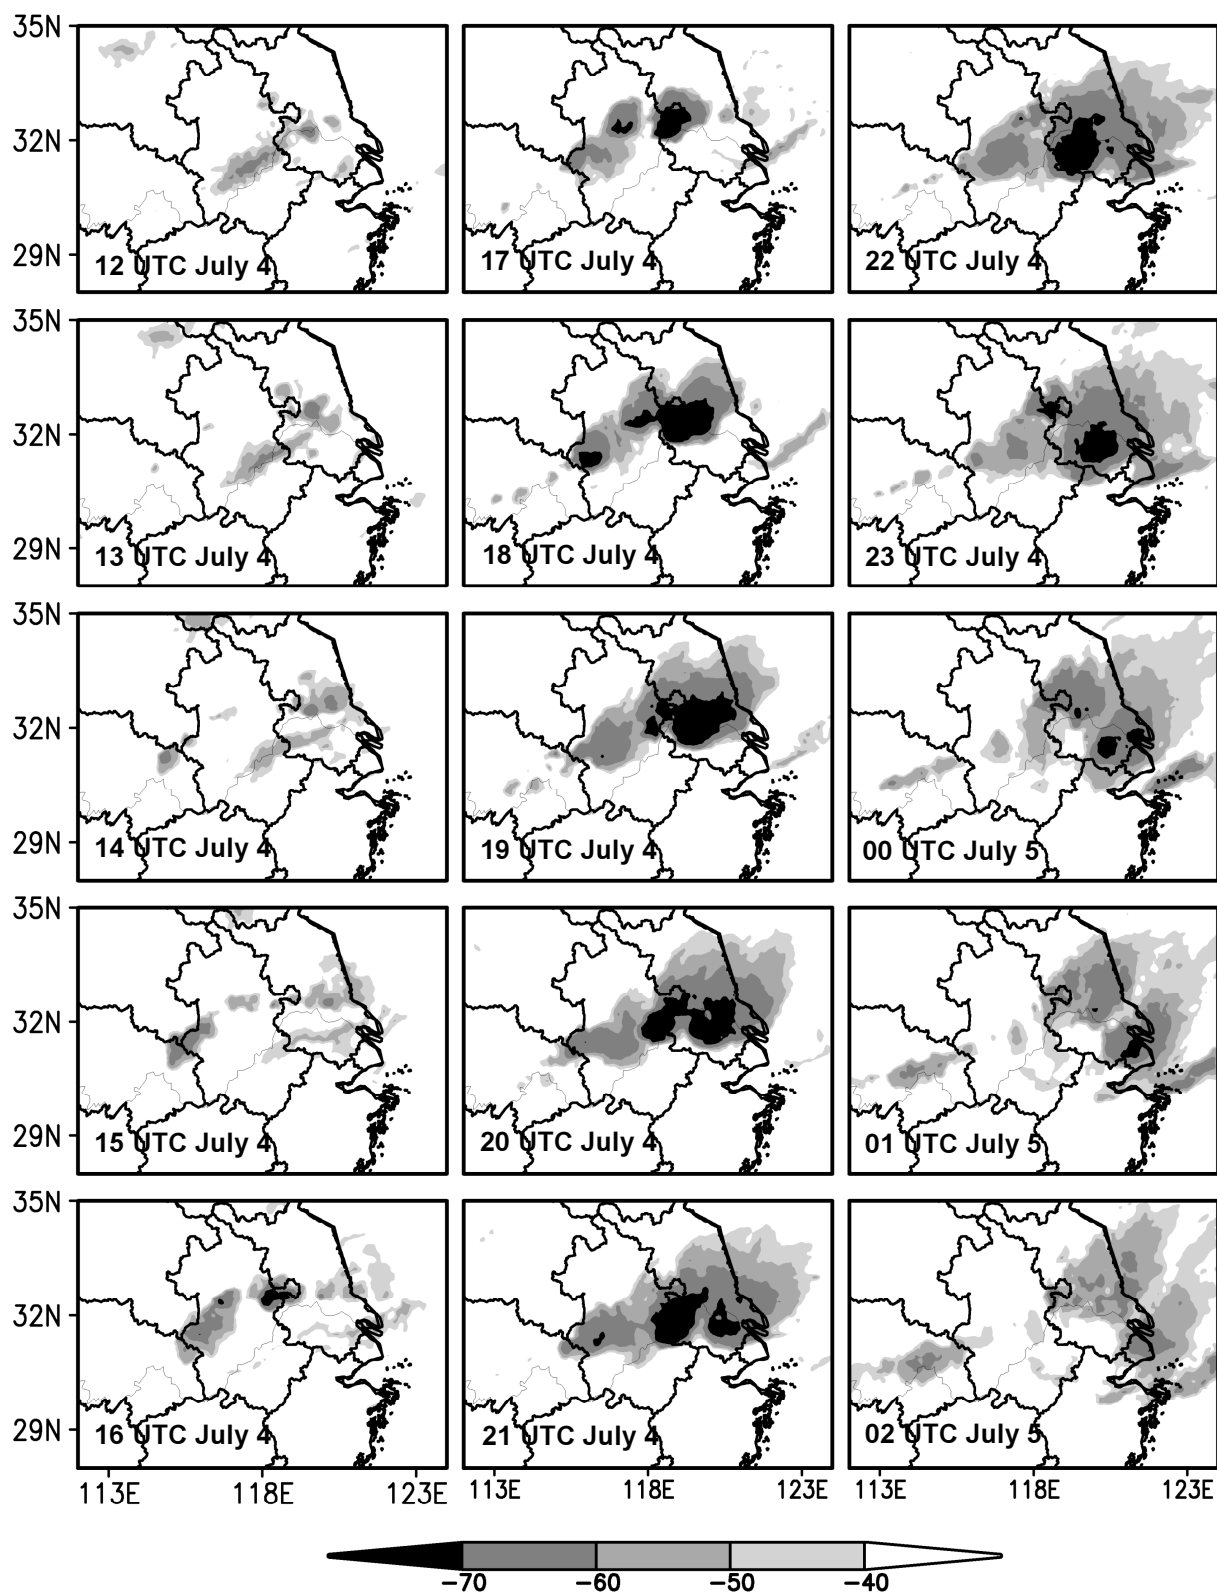 35N
32N
29N
12 UTC July 4
17 UTC July 4
22 UTC July 4
35N
32N
29N
13 UTC July 4
18 UTC July 4
23 UTC July 4
35N
32N
29N
14 UTC July 4
19 UTC July 4
00 UTC July 5
35N
32N
29N
15 UTC July 4
20 UTC July 4
01 UTC July 5
35N
32N
29N
16 UTC July 4
21 UTC July 4
02 UTC July 5
113E 118E 123E 113E 118E 123E 113E 118E 123E
−70 −60 −50 −40